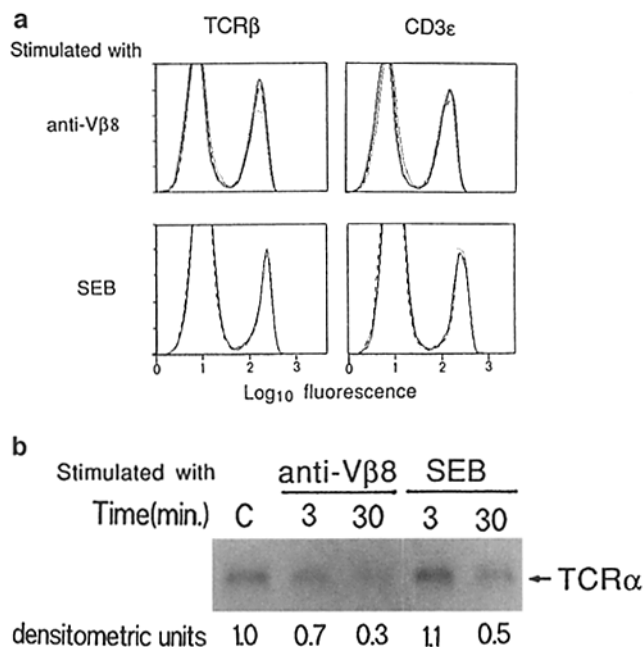 a
TCRβ CD3ε
Stimulated with
anti-Vβ8
SEB
0 1 2 3 0 1 2 3
Log10 fluorescence
b
Stimulated with anti-Vβ8 SEB
Time(min.) C 3 30 3 30
TCRα
densitometric units 1.0 0.7 0.3 1.1 0.5